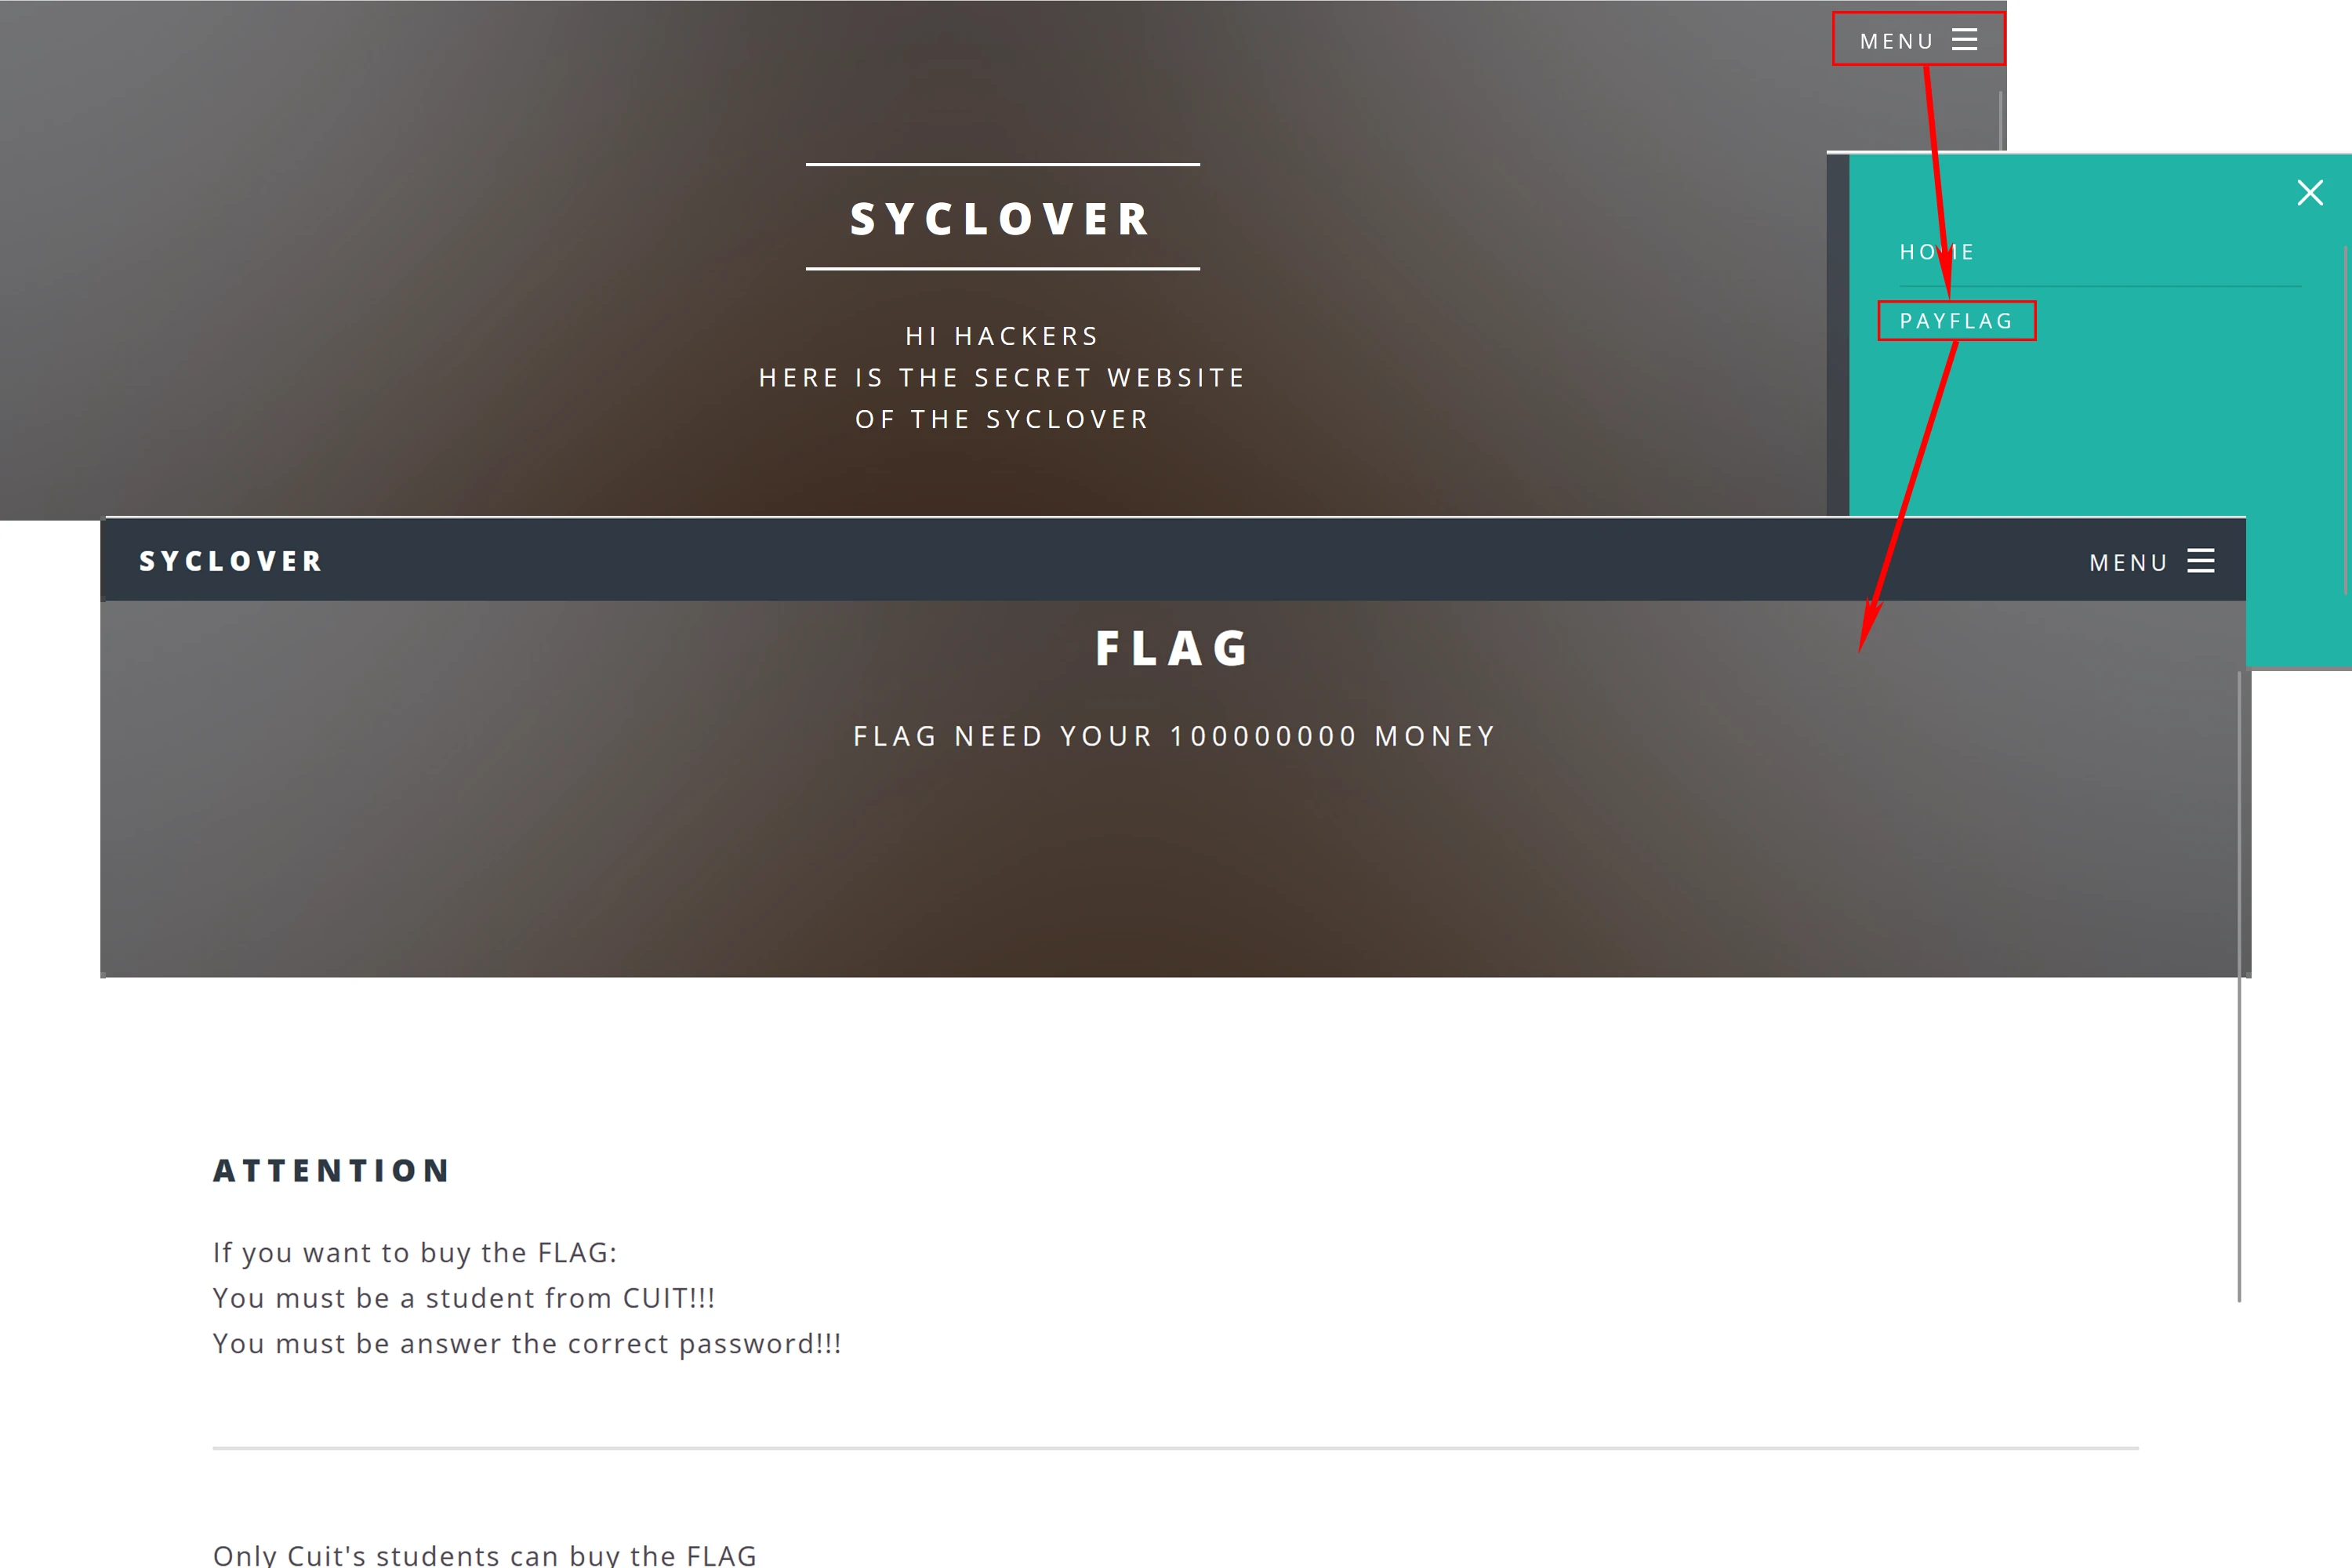 MENU
SYCLOVER
HI HACKERS
HERE IS THE SECRET WEBSITE
OF THE SYCLOVER
HOME
PAYFLAG
SYCLOVER
MENU
FLAG
FLAG NEED YOUR 100000000 MONEY
ATTENTION
If you want to buy the FLAG:
You must be a student from CUIT!!!
You must be answer the correct password!!!
Only Cuit's students can buy the FLAG